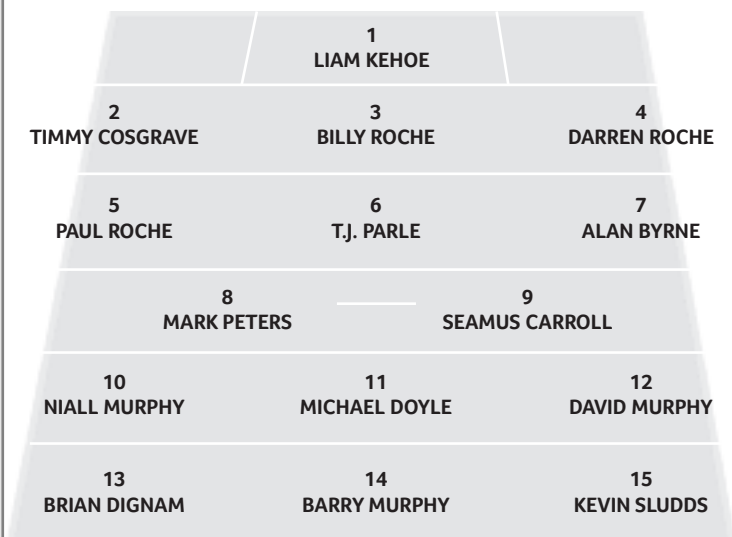 1
LIAM KEHOE
2 3 4
TIMMY COSGRAVE BILLY ROCHE DARREN ROCHE
5 6 7
PAUL ROCHE T.J. PARLE ALAN BYRNE
8 9
MARK PETERS SEAMUS CARROLL
10 11 12
NIALL MURPHY MICHAEL DOYLE DAVID MURPHY
13 14 15
BRIAN DIGNAM BARRY MURPHY KEVIN SLUDDS